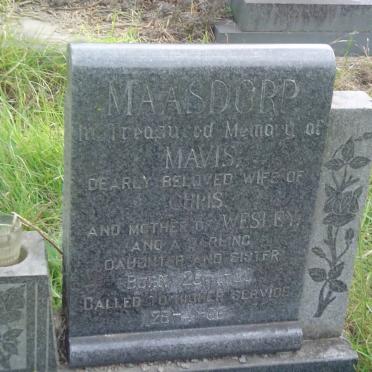 MAASDORP
In Treasured Memory of
MAVIS,
DEARLY BELOVED WIFE OF
CHRIS
AND MOTHER OF WESLEY,
AND A DARLING
DAUGHTER AND SISTER
BORN
CALLED TO HIGHER SERVICE